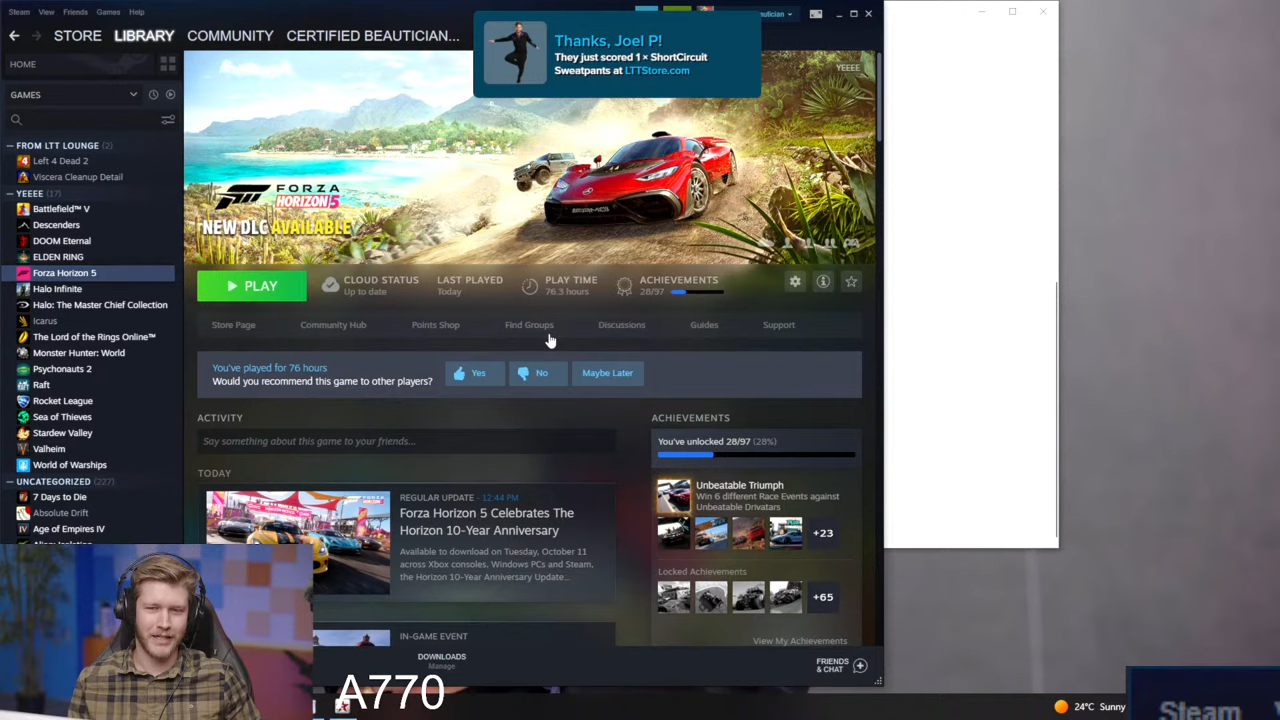 Steam View Friends Games Help
STORE LIBRARY COMMUNITY CERTIFIED BEAUTICIAN...
Thanks, Joel P!
They just scored 1 × ShortCircuit
Sweatpants at LTTStore.com
HOME
GAMES
FROM LTT LOUNGE (2)
Left 4 Dead 2
Viscera Cleanup Detail
YEEEE (17)
Battlefield™ V
Descenders
DOOM Eternal
ELDEN RING
Forza Horizon 5
Halo Infinite
Halo: The Master Chief Collection
Icarus
The Lord of the Rings Online™
Monster Hunter: World
Psychonauts 2
Raft
Rocket League
Sea of Thieves
Stardew Valley
Valheim
World of Warships
UNCATEGORIZED (227)
7 Days to Die
Absolute Drift
Age of Empires IV
YEEEE
FORZA
HORIZON 5
NEW DLC AVAILABLE
PLAY
CLOUD STATUS
Up to date
LAST PLAYED
Today
PLAY TIME
76.3 hours
ACHIEVEMENTS
28/97
Store Page Community Hub Points Shop Find Groups Discussions Guides Support
You've played for 76 hours
Would you recommend this game to other players?
Yes No Maybe Later
ACTIVITY
Say something about this game to your friends...
TODAY
REGULAR UPDATE - 12:44 PM
Forza Horizon 5 Celebrates The
Horizon 10-Year Anniversary
Available to download on Tuesday, October 11
across Xbox consoles, Windows PCs and Steam,
the Horizon 10-Year Anniversary Update...
IN-GAME EVENT
ACHIEVEMENTS
You've unlocked 28/97 (28%)
Unbeatable Triumph
Win 6 different Race Events against
Unbeatable Drivatars
+23
Locked Achievements
+65
View My Achievements
DOWNLOADS
Manage
FRIENDS
& CHAT
A770
24°C Sunny
Steam